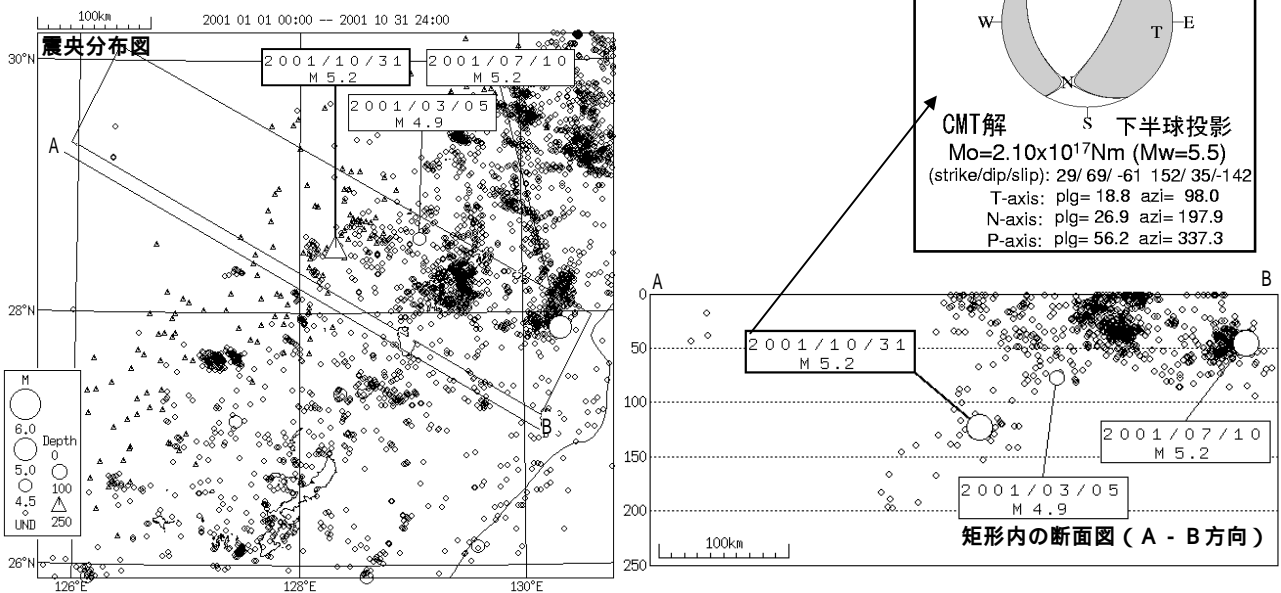 100km
2001 01 01 00:00 -- 2001 10 31 24:00
震央分布図
30°N
28°N
26°N
126°E
128°E
130°E
2001/10/31
M 5.2
2001/07/10
M 5.2
2001/03/05
M 4.9
A
B
M
6.0
5.0
4.5
UND
Depth
0
100
250
W
E
T
N
S
CMT解
下半球投影
Mo=2.10x10¹⁷Nm (Mw=5.5)
(strike/dip/slip): 29/ 69/ -61 152/ 35/-142
T-axis: plg= 18.8 azi= 98.0
N-axis: plg= 26.9 azi= 197.9
P-axis: plg= 56.2 azi= 337.3
A
B
0
50
100
150
200
250
2001/10/31
M 5.2
2001/07/10
M 5.2
2001/03/05
M 4.9
100km
矩形内の断面図(A - B方向)